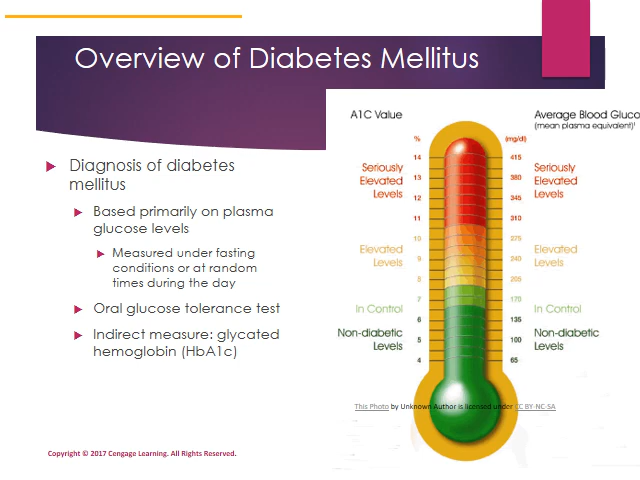 Overview of Diabetes Mellitus
Diagnosis of diabetes
mellitus
Based primarily on plasma
glucose levels
Measured under fasting
conditions or at random
times during the day
Oral glucose tolerance test
Indirect measure: glycated
hemoglobin (HbA1c)
A1C Value
Average Blood Gluco
(mean plasma equivalent)¹
%
(mg/dl)
14
415
Seriously
Elevated
Levels
13
380
Seriously
Elevated
Levels
12
345
11
310
10
275
Elevated
Levels
9
240
Elevated
Levels
8
205
7
170
In Control
In Control
6
135
Non-diabetic
Levels
5
100
Non-diabetic
Levels
4
65
This Photo by Unknown Author is licensed under CC BY-NC-SA
Copyright © 2017 Cengage Learning. All Rights Reserved.